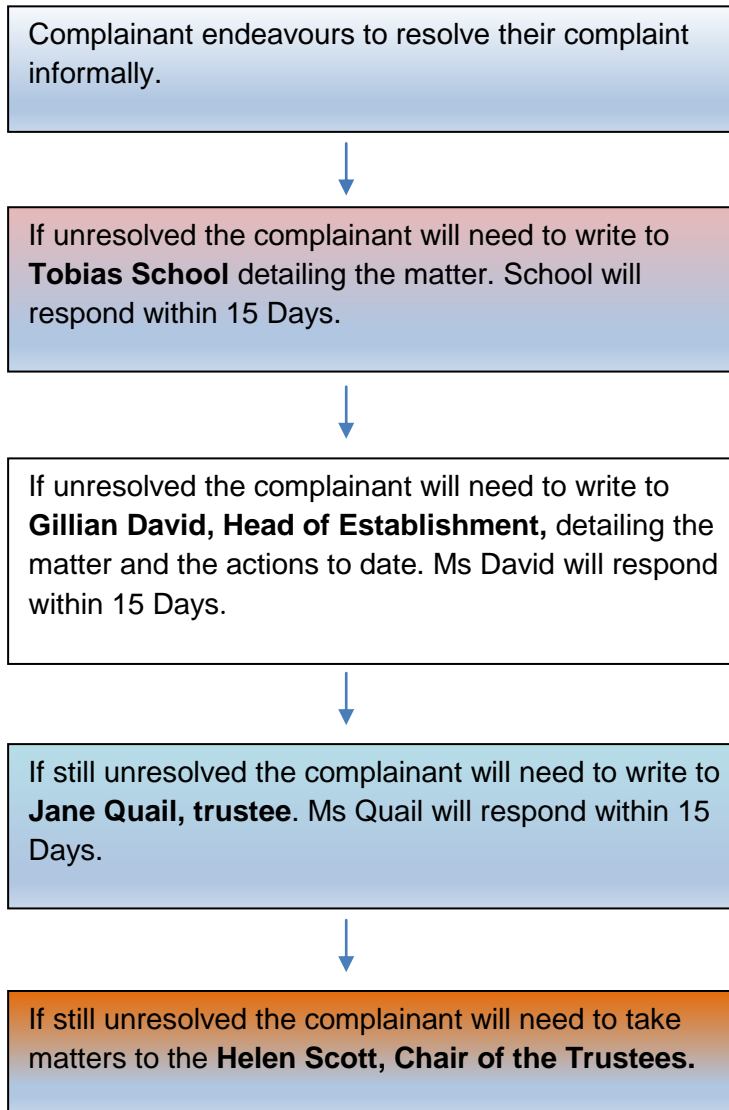 Complainant endeavours to resolve their complaint
informally.
If unresolved the complainant will need to write to
Tobias School detailing the matter. School will
respond within 15 Days.
If unresolved the complainant will need to write to
Gillian David, Head of Establishment, detailing the
matter and the actions to date. Ms David will respond
within 15 Days.
If still unresolved the complainant will need to write to
Jane Quail, trustee. Ms Quail will respond within 15
Days.
If still unresolved the complainant will need to take
matters to the Helen Scott, Chair of the Trustees.